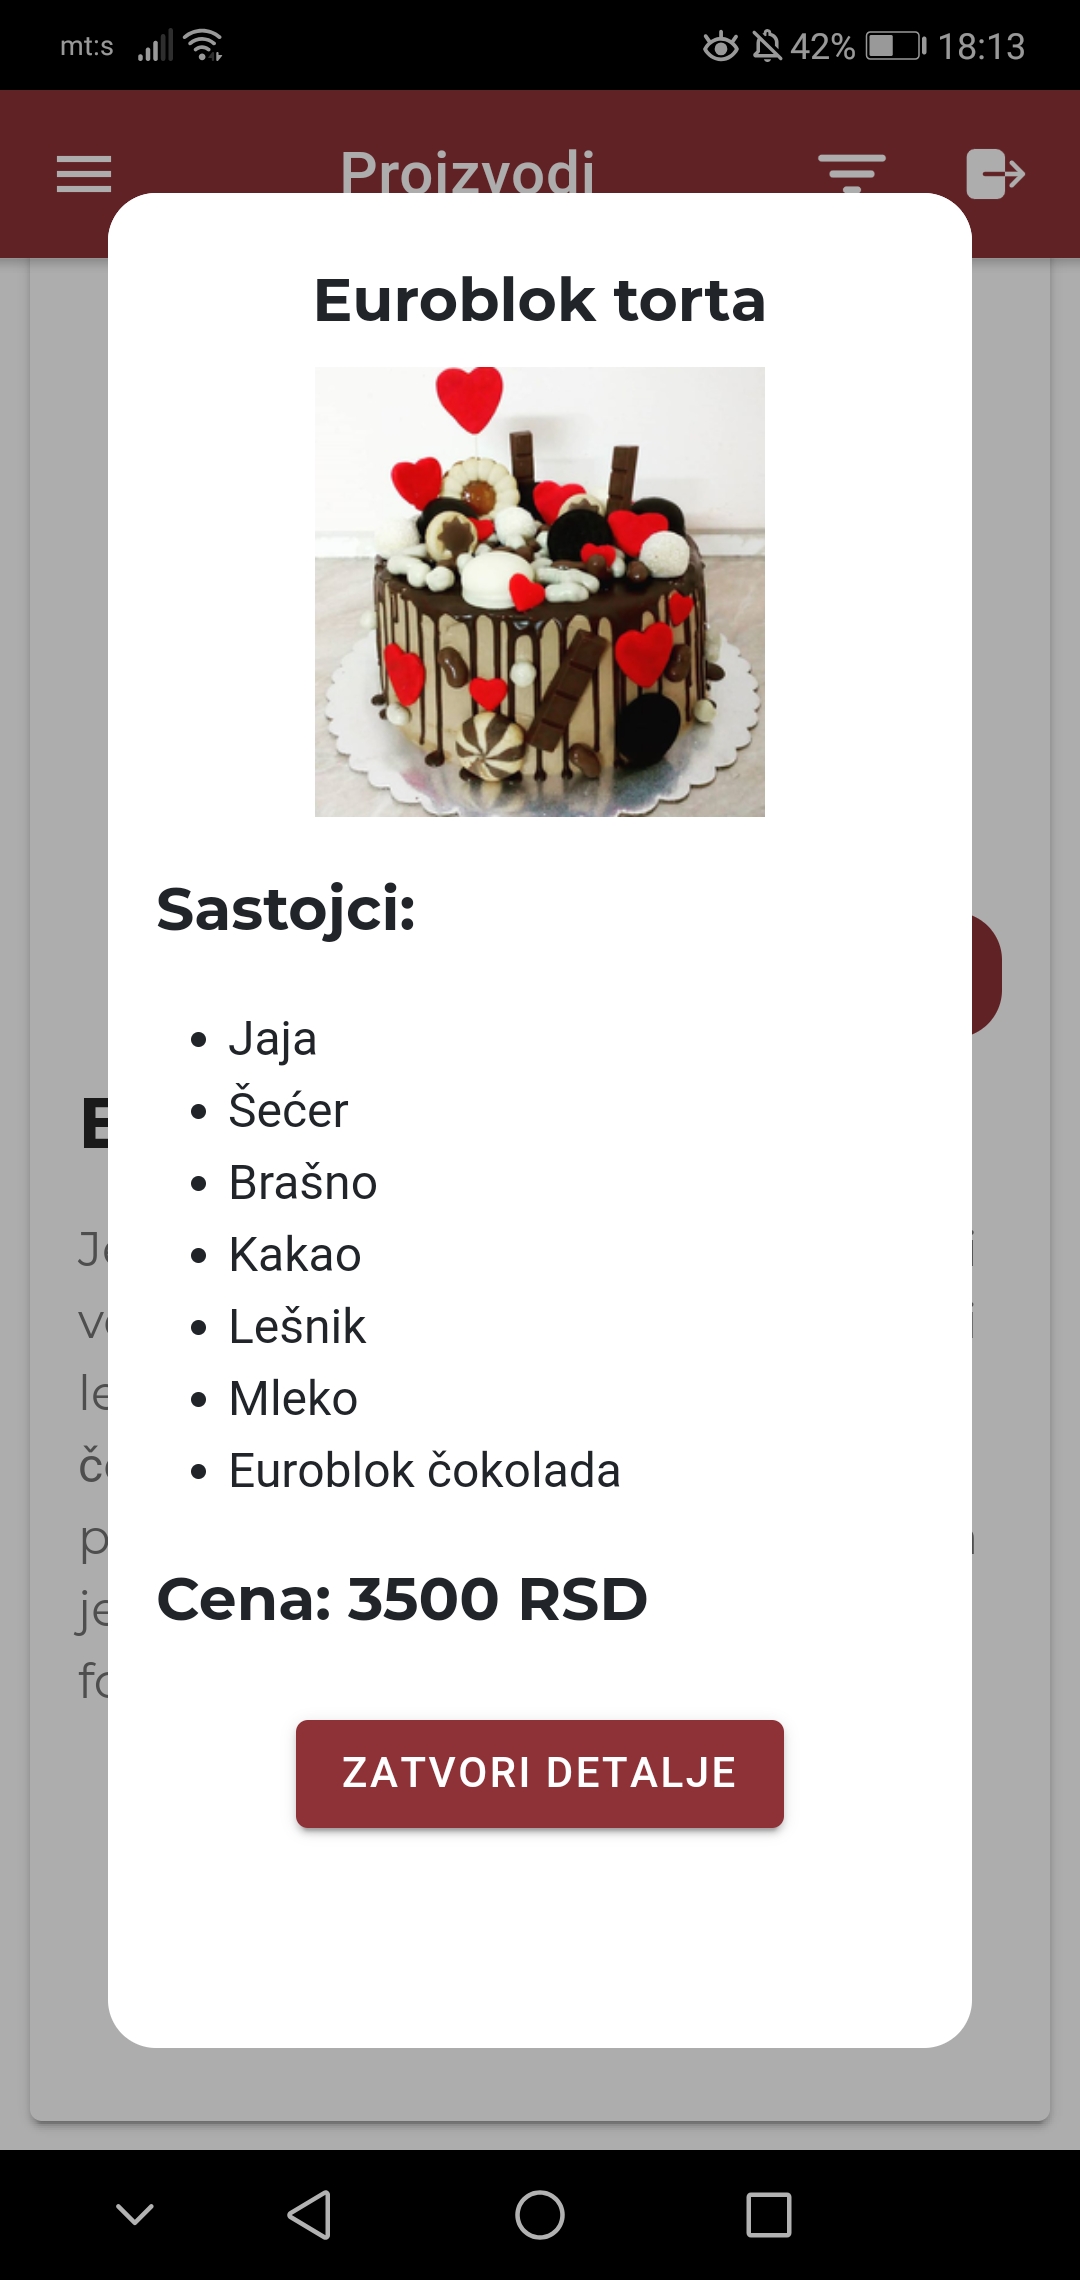 mt:s 42% 18:13
Proizvodi
Euroblok torta
Sastojci:
Jaja
Šećer
Brašno
Kakao
Lešnik
Mleko
Euroblok čokolada
Cena: 3500 RSD
ZATVORI DETALJE